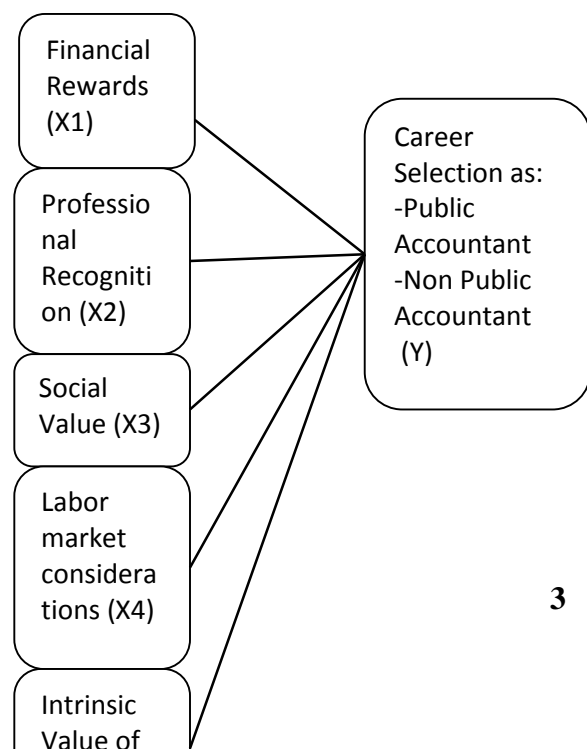 Financial
Rewards
(X1)
Professio
nal
Recogniti
on (X2)
Social
Value (X3)
Labor
market
considera
tions (X4)
Intrinsic
Value of
Career
Selection as:
-Public
Accountant
-Non Public
Accountant
(Y)
3